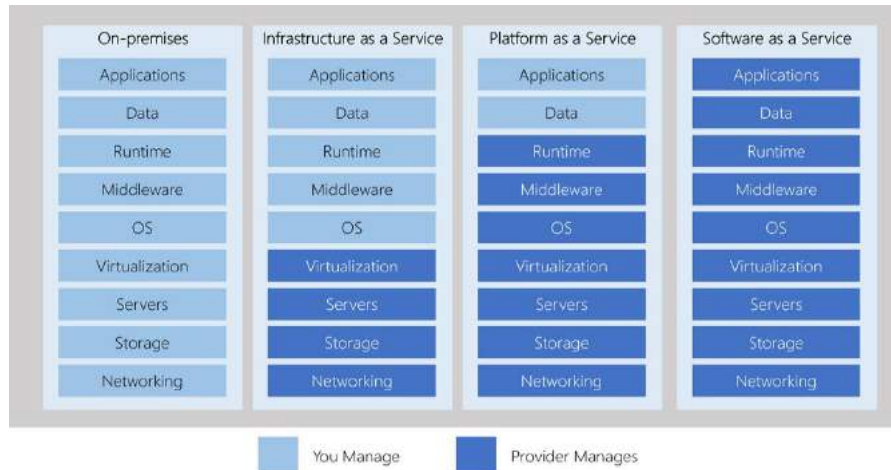 On-premises
Applications
Data
Runtime
Middleware
OS
Virtualization
Servers
Storage
Networking
Infrastructure as a Service
Applications
Data
Runtime
Middleware
OS
Virtualization
Servers
Storage
Networking
Platform as a Service
Applications
Data
Runtime
Middleware
OS
Virtualization
Servers
Storage
Networking
Software as a Service
Applications
Data
Runtime
Middleware
OS
Virtualization
Servers
Storage
Networking
You Manage
Provider Manages